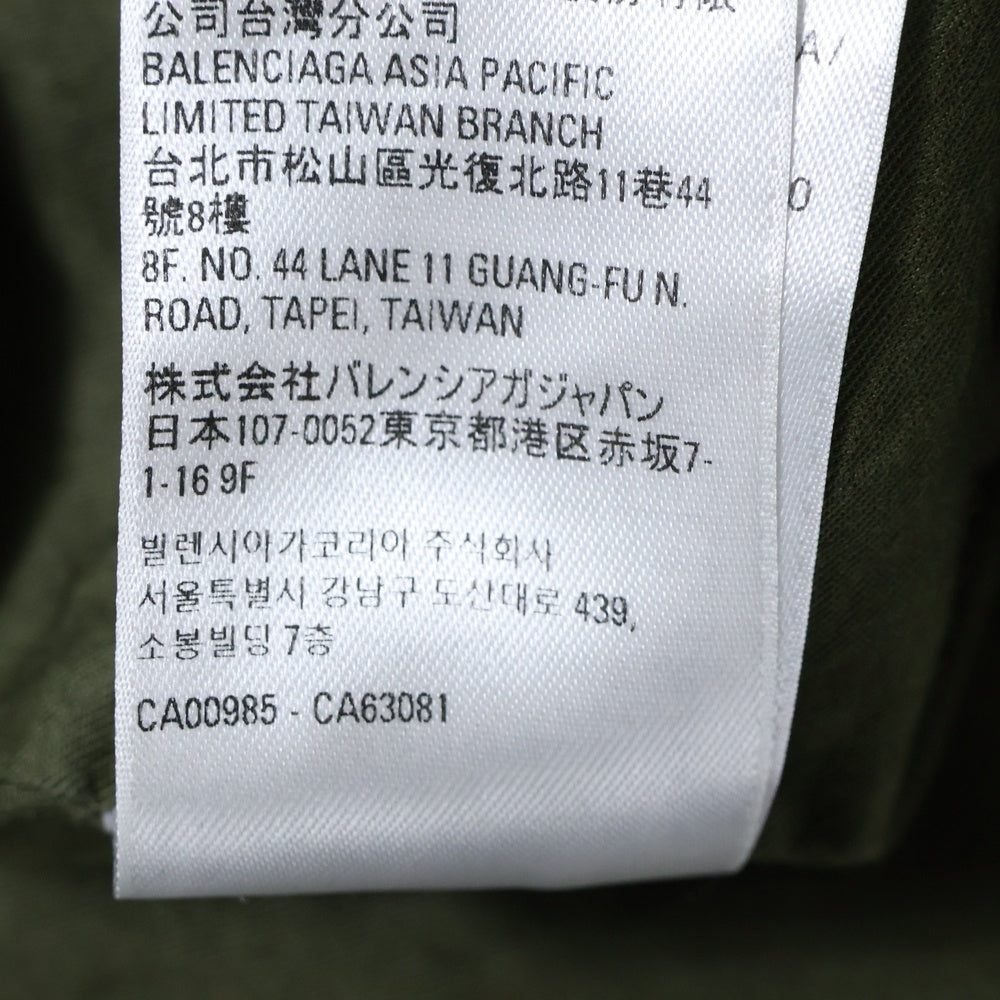 公司台灣分公司
BALENCIAGA ASIA PACIFIC
LIMITED TAIWAN BRANCH
台北市松山區光復北路11巷44
號8樓
8F. NO. 44 LANE 11 GUANG-FU N.
ROAD, TAPEI, TAIWAN
株式会社バレンシアガジャパン
日本107-0052東京都港区赤坂7-
1-16 9F
빌렌시아가코리아 주식회사
서울특별시 강남구 도산대로 439,
소봉빌딩 7층
CA00985 - CA63081
A/
0